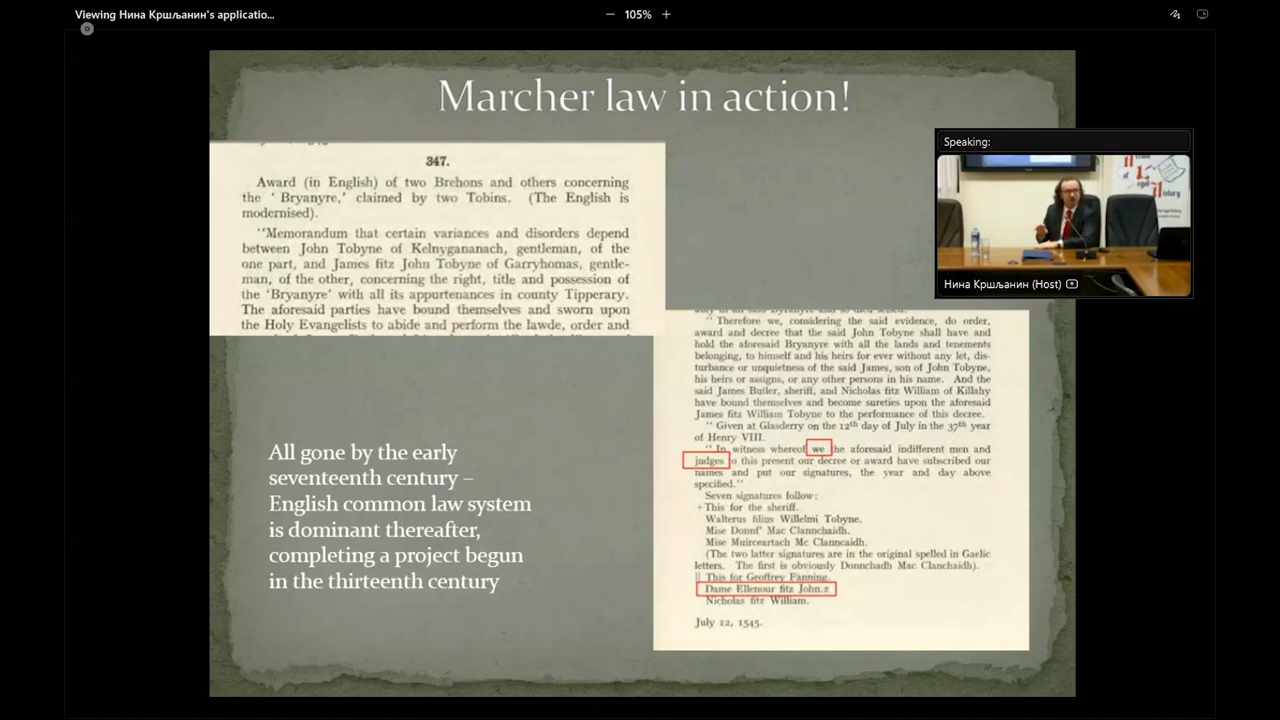 Viewing Нина Кршљанин's applicatio...
105%
Marcher law in action!
347.
Award (in English) of two Brehons and others concerning
the ' Bryanyre,' claimed by two Tobins. (The English is
modernised).
"Memorandum that certain variances and disorders depend
between John Tobyne of Kelnygananach, gentleman, of the
one part, and James fitz John Tobyne of Garryhomas, gentle-
man, of the other, concerning the right, title and possession of
the 'Bryanyre' with all its appurtenances in county Tipperary.
The aforesaid parties have bound themselves and sworn upon
the Holy Evangelists to abide and perform the lawde, order and
All gone by the early
seventeenth century –
English common law system
is dominant thereafter,
completing a project begun
in the thirteenth century
Speaking:
Нина Кршљанин (Host)
" Therefore we, considering the said evidence, do order,
award and decree that the said John Tobyne shall have and
hold the aforesaid Bryanyre with all the lands and tenements
belonging, to himself and his heirs for ever without any let, dis-
turbance or unquietness of the said James, son of John Tobyne,
his heirs or assigns, or any other persons in his name. And the
said James Butler, sheriff, and Nicholas fitz William of Killahy
have bound themselves and become sureties upon the aforesaid
James fitz William Tobyne to the performance of this decree.
" Given at Glasderry on the 12th day of July in the 37th year
of Henry VIII.
" In witness whereof we the aforesaid indifferent men and
judges to this present our decree or award have subscribed our
names and put our signatures, the year and day above
specified."
Seven signatures follow:
+This for the sheriff.
Walterus filius Willelmi Tobyne.
Mise Donnf' Mac Clannchaidh.
Mise Muirceartach Mc Clanncaidh.
(The two latter signatures are in the original spelled in Gaelic
letters. The first is obviously Donnchadh Mac Clanchaidh).
|| This for Geoffrey Fanning.
Dame Ellenour fitz John.z
Nicholas fitz William.
July 12, 1545.